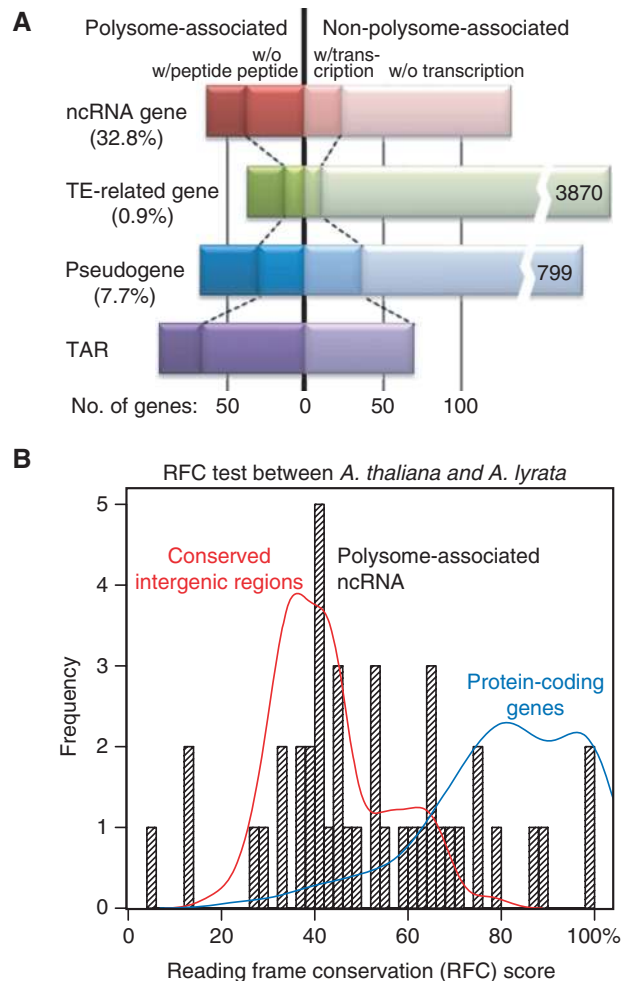 A
Polysome-associated Non-polysome-associated
w/peptide w/o peptide w/trans-cription w/o transcription
ncRNA gene
(32.8%)
TE-related gene
(0.9%)
3870
Pseudogene
(7.7%)
799
TAR
No. of genes: 50 0 50 100
B
RFC test between A. thaliana and A. lyrata
Conserved
intergenic regions
Polysome-associated
ncRNA
Protein-coding
genes
Frequency
5
4
3
2
1
0
0 20 40 60 80 100%
Reading frame conservation (RFC) score